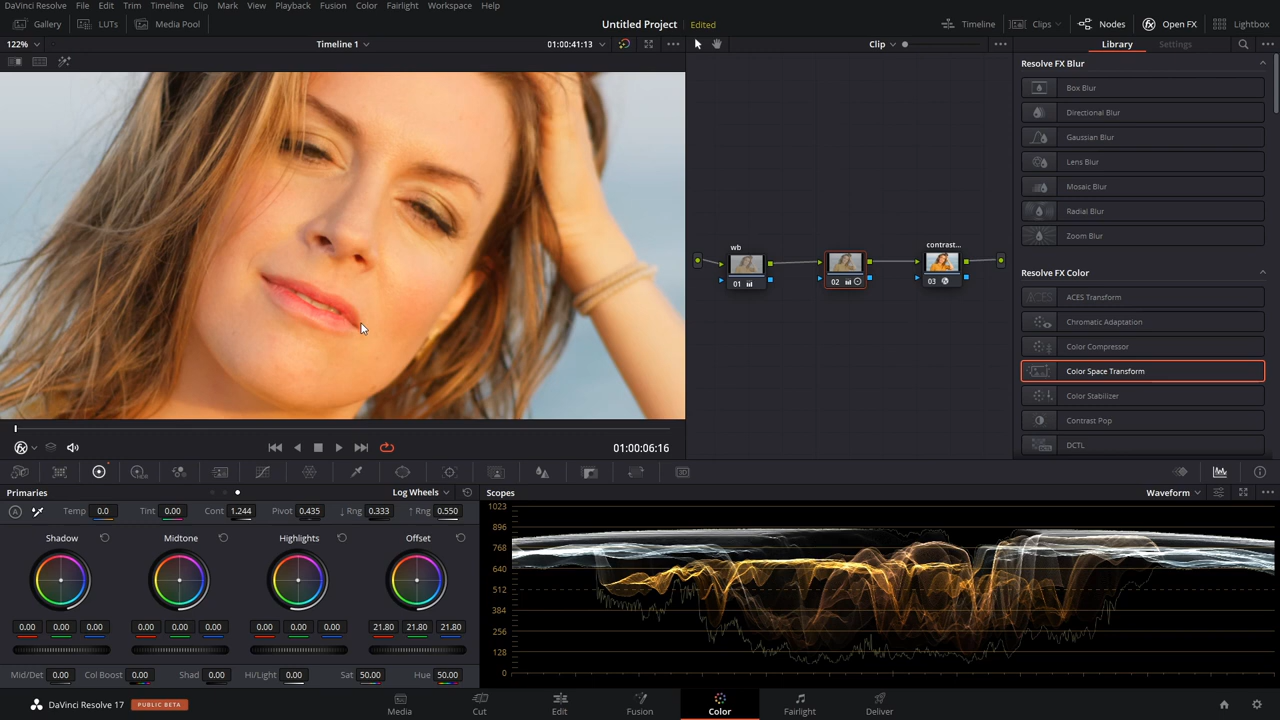 DaVinci Resolve File Edit Trim Timeline Clip Mark View Playback Fusion Color Fairlight Workspace Help
Gallery LUTs Media Pool Untitled Project Edited Timeline Clips Nodes Open FX Lightbox
122% Timeline 1 01:00:41:13 Clip Library Settings
Resolve FX Blur
Box Blur
Directional Blur
Gaussian Blur
Lens Blur
Mosaic Blur
Radial Blur
Zoom Blur
wb contrast...
01 02 03
Resolve FX Color
ACES Transform
Chromatic Adaptation
Color Compressor
Color Space Transform
Color Stabilizer
Contrast Pop
DCTL
01:00:06:16
Primaries Log Wheels Scopes Waveform
Temp 0.0 Tint 0.00 Cont 1.244 Pivot 0.435 ↓ Rng 0.333 ↑ Rng 0.550
Shadow Midtone Highlights Offset
0.00 0.00 0.00 0.00 0.00 0.00 0.00 0.00 0.00 21.80 21.80 21.80
Mid/Det 0.00 Col Boost 0.00 Shad 0.00 Hi/Light 0.00 Sat 50.00 Hue 50.00
1023
896
768
640
512
384
256
128
0
DaVinci Resolve 17 PUBLIC BETA Media Cut Edit Fusion Color Fairlight Deliver